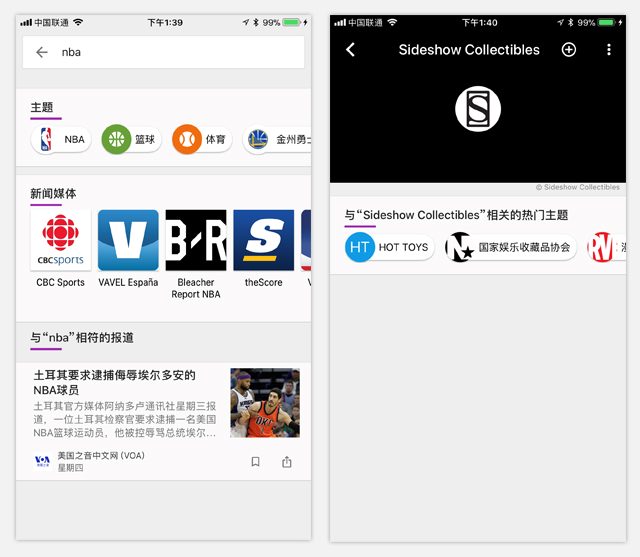 中国联通
下午1:39
99%
nba
主题
NBA
篮球
体育
金州勇士
新闻媒体
CBCsports
V
B/R
S
CBC Sports
VAVEL España
Bleacher
Report NBA
theScore
与“nba”相符的报道
土耳其要求逮捕侮辱埃尔多安的
NBA球员
土耳其官方媒体阿纳多卢通讯社星期三报
道，一位土耳其检察官要求逮捕一名美国
NBA篮球运动员，他被控辱骂总统埃尔...
VOA
美国之音中文网 (VOA)
星期四
中国联通
下午1:40
99%
Sideshow Collectibles
S
© Sideshow Collectibles
与“Sideshow Collectibles”相关的热门主题
HT
HOT TOYS
N
国家娱乐收藏品协会
RV